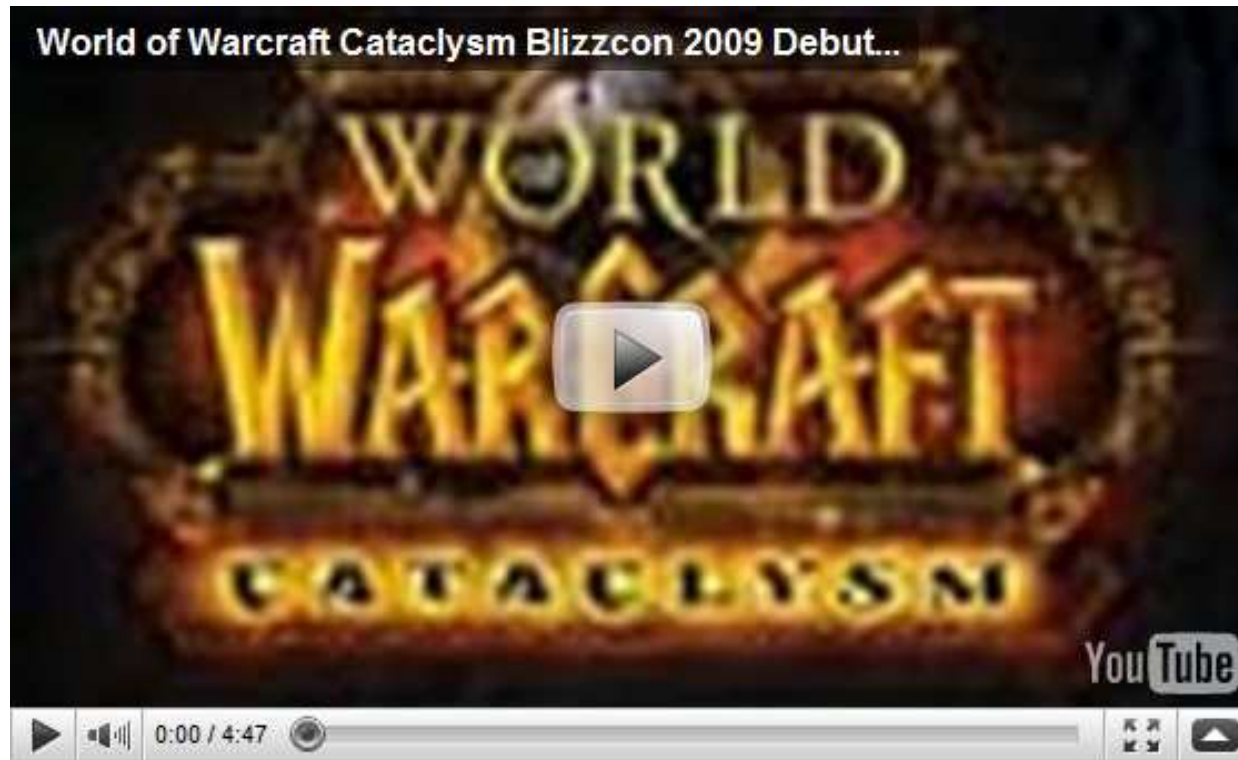 World of Warcraft Cataclysm Blizzcon 2009 Debut...
WORLD
WARCRAFT
CATACLYSM
YouTube
0:00 / 4:47